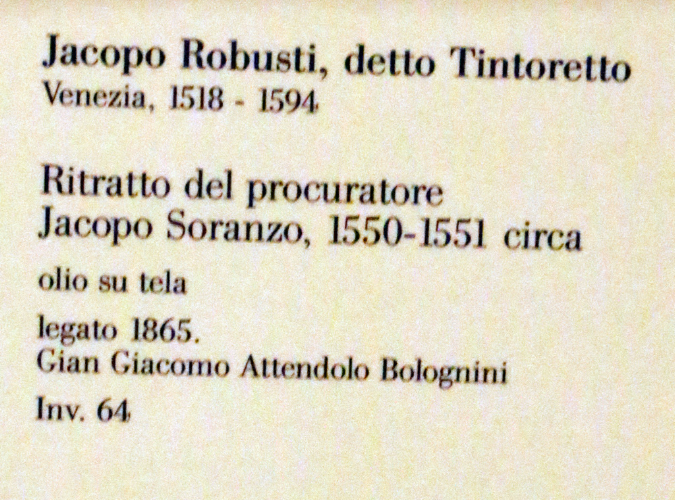 Jacopo Robusti, detto Tintoretto
Venezia, 1518 - 1594
Ritratto del procuratore
Jacopo Soranzo, 1550-1551 circa
olio su tela
legato 1865.
Gian Giacomo Attendolo Bolognini
Inv. 64